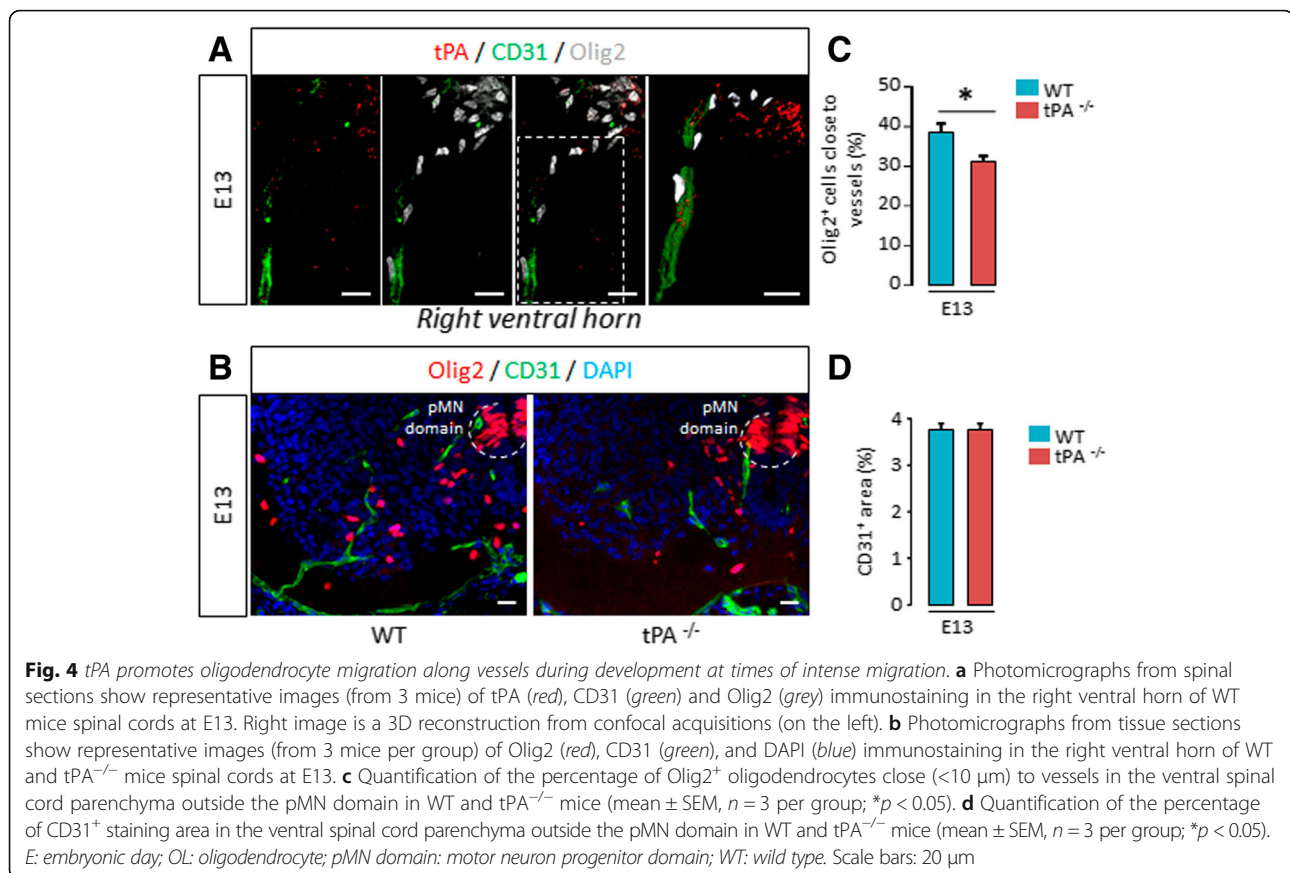 A
tPA / CD31 / Olig2
E13
Right ventral horn
C
Olig2⁺ cells close to
vessels (%)
50
40
30
20
10
0
*
WT
tPA ⁻/⁻
E13
B
Olig2 / CD31 / DAPI
E13
pMN
domain
pMN
domain
WT
tPA ⁻/⁻
D
CD31⁺ area (%)
4
3
2
1
0
WT
tPA ⁻/⁻
E13
Fig. 4 tPA promotes oligodendrocyte migration along vessels during development at times of intense migration. a Photomicrographs from spinal
sections show representative images (from 3 mice) of tPA (red), CD31 (green) and Olig2 (grey) immunostaining in the right ventral horn of WT
mice spinal cords at E13. Right image is a 3D reconstruction from confocal acquisitions (on the left). b Photomicrographs from tissue sections
show representative images (from 3 mice per group) of Olig2 (red), CD31 (green), and DAPI (blue) immunostaining in the right ventral horn of WT
and tPA⁻/⁻ mice spinal cords at E13. c Quantification of the percentage of Olig2⁺ oligodendrocytes close (<10 μm) to vessels in the ventral spinal
cord parenchyma outside the pMN domain in WT and tPA⁻/⁻ mice (mean ± SEM, n = 3 per group; *p < 0.05). d Quantification of the percentage
of CD31⁺ staining area in the ventral spinal cord parenchyma outside the pMN domain in WT and tPA⁻/⁻ mice (mean ± SEM, n = 3 per group; *p < 0.05).
E: embryonic day; OL: oligodendrocyte; pMN domain: motor neuron progenitor domain; WT: wild type. Scale bars: 20 μm